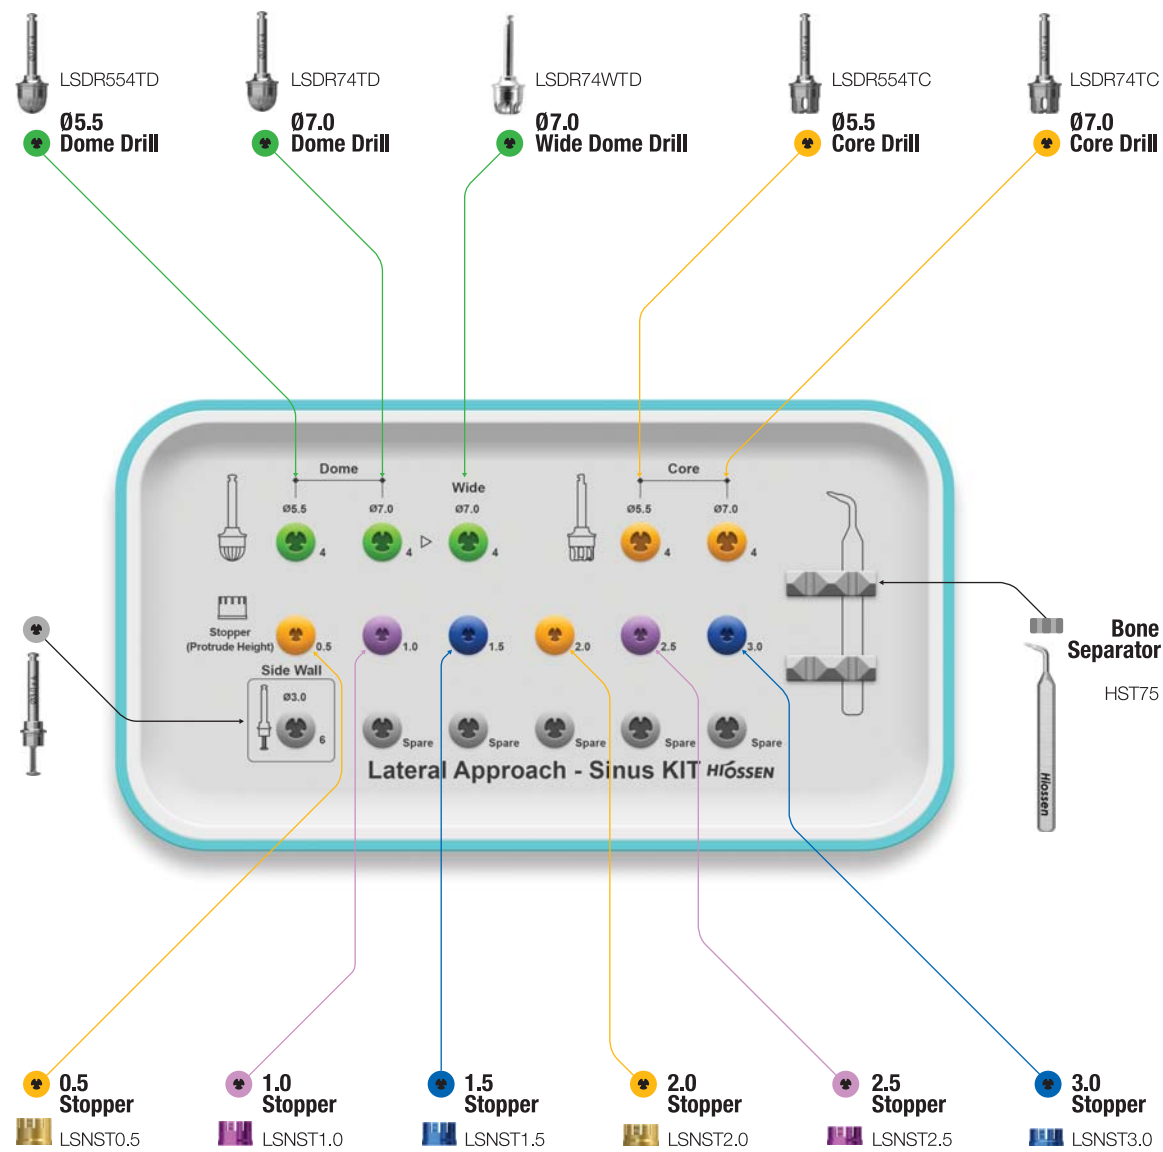 LSDR554TD
Ø5.5
Dome Drill
LSDR74TD
Ø7.0
Dome Drill
LSDR74WTD
Ø7.0
Wide Dome Drill
LSDR554TC
Ø5.5
Core Drill
LSDR74TC
Ø7.0
Core Drill
Dome
Wide
Core
Ø5.5
Ø7.0
Ø7.0
Ø5.5
Ø7.0
4
4
4
4
4
Stopper
(Protrude Height)
0.5
1.0
1.5
2.0
2.5
3.0
Side Wall
Ø3.0
6
Spare
Spare
Spare
Spare
Spare
Lateral Approach - Sinus KIT HIOSSEN
Bone
Separator
HST75
Hiossen
0.5
Stopper
LSNST0.5
1.0
Stopper
LSNST1.0
1.5
Stopper
LSNST1.5
2.0
Stopper
LSNST2.0
2.5
Stopper
LSNST2.5
3.0
Stopper
LSNST3.0